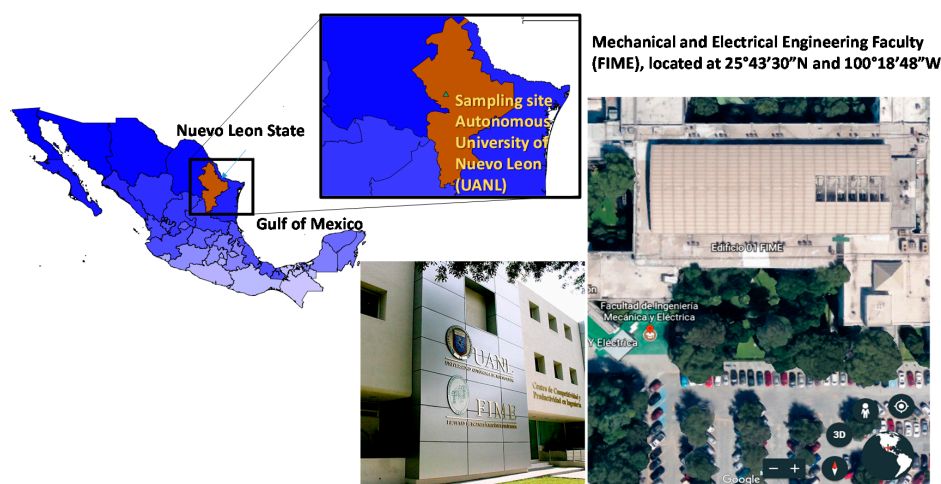 Mechanical and Electrical Engineering Faculty
(FIME), located at 25°43’30”N and 100°18’48”W
Sampling site
Autonomous
University of
Nuevo Leon
(UANL)
Nuevo Leon State
Gulf of Mexico
Edificio 01 FIME
ón
Facultad de Ingeniería
Mecánica y Eléctrica
Y Eléctrica
UANL
FIME
Centro de Competitividad y
Productividad en Ingeniería
3D
Google